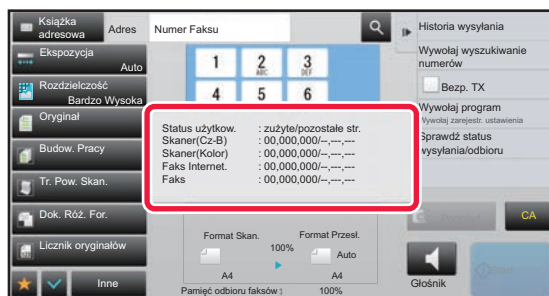 Książka
adresowa
Adres
Numer Faksu
Historia wysyłania
Ekspozycja
Auto
1
2
ABC
3
DEF
Wywołaj wyszukiwanie
numerów
Rozdzielczość
Bardzo Wysoka
4
5
6
Bezp. TX
Oryginał
Wywołaj program
Wywołaj zarejestr. ustawienia
Status użytkow. : zużyte/pozostałe str.
Skaner(Cz-B) : 00,000,000/--,---,---
Skaner(Kolor) : 00,000,000/--,---,---
Faks Internet. : 00,000,000/--,---,---
Faks : 00,000,000/--,---,---
Sprawdź status
wysyłania/odbioru
Budow. Pracy
Tr. Pow. Skan.
Dok. Róż. For.
CA
Licznik oryginałów
Format Skan.
100%
Format Przesł.
Auto
A4
A4
Inne
Pamięć odbioru faksów : 100%
Głośnik
Start